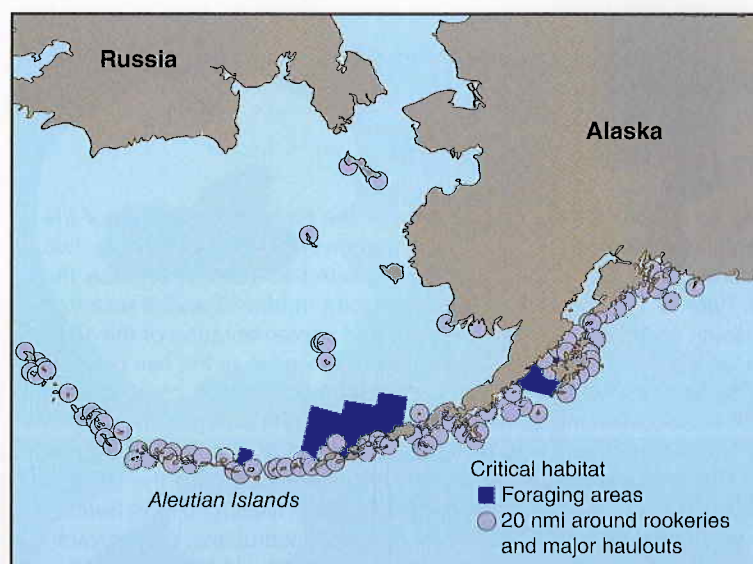 Russia
Alaska
Aleutian Islands
Critical habitat
Foraging areas
20 nmi around rookeries
and major haulouts